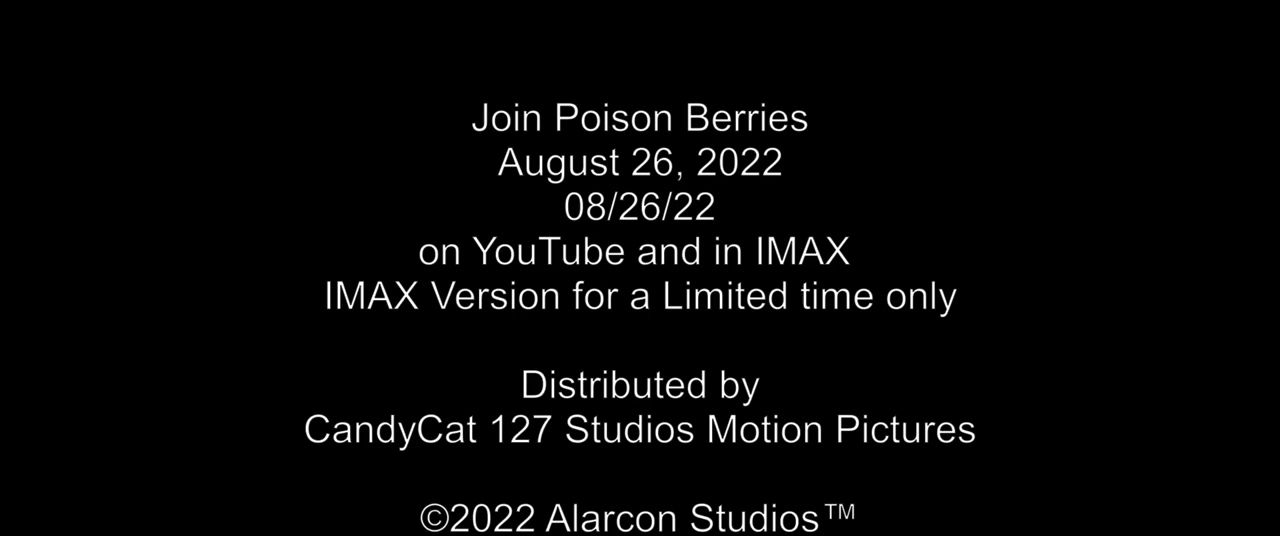 Join Poison Berries
August 26, 2022
08/26/22
on YouTube and in IMAX
IMAX Version for a Limited time only
Distributed by
CandyCat 127 Studios Motion Pictures
©2022 Alarcon Studios™